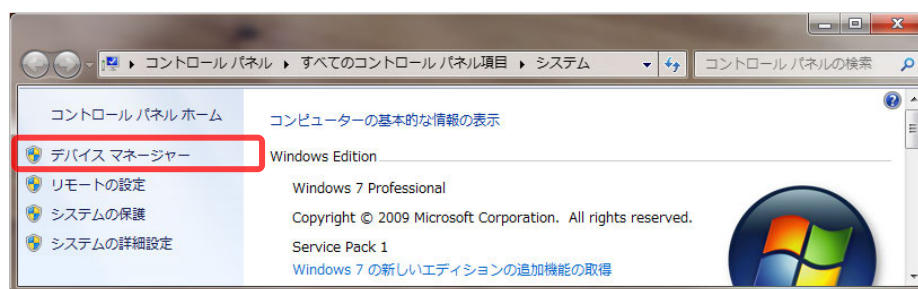 コントロール パネル ▸ すべてのコントロール パネル項目 ▸ システム
コントロール パネルの検索
コントロール パネル ホーム
デバイス マネージャー
リモートの設定
システムの保護
システムの詳細設定
コンピューターの基本的な情報の表示
Windows Edition
Windows 7 Professional
Copyright © 2009 Microsoft Corporation. All rights reserved.
Service Pack 1
Windows 7 の新しいエディションの追加機能の取得